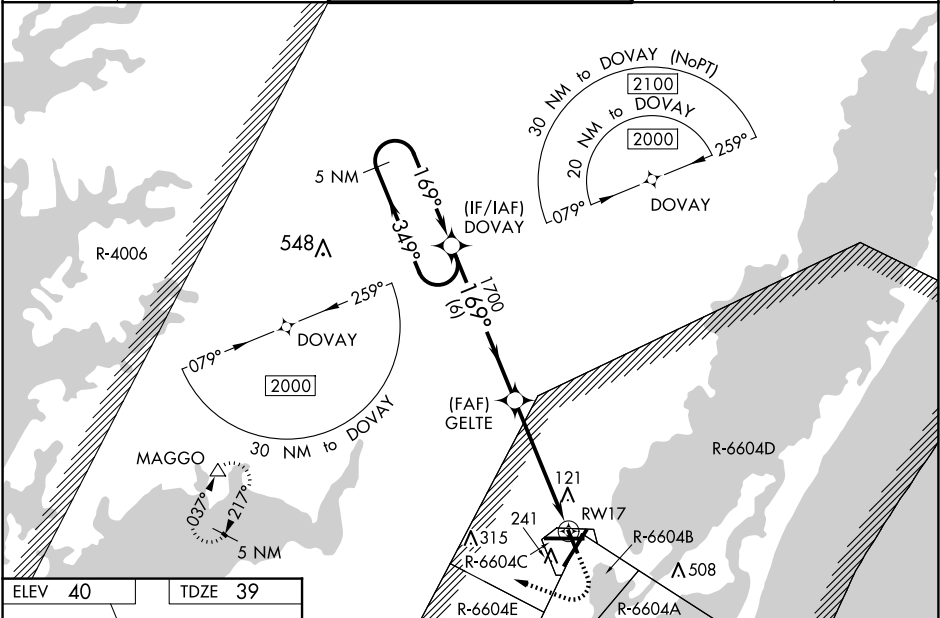 30 NM to DOVAY (NoPT)
2100
20 NM to DOVAY
2000
259°
079°
DOVAY
5 NM
169°
349°
(IF/IAF)
DOVAY
548
R-4006
1700
169°
(6)
259°
079°
DOVAY
2000
30 NM to DOVAY
(FAF)
GELTE
R-6604D
MAGGO
037°
217°
5 NM
121
RW17
241
315
R-6604C
R-6604B
508
R-6604E
R-6604A
ELEV 40
TDZE 39